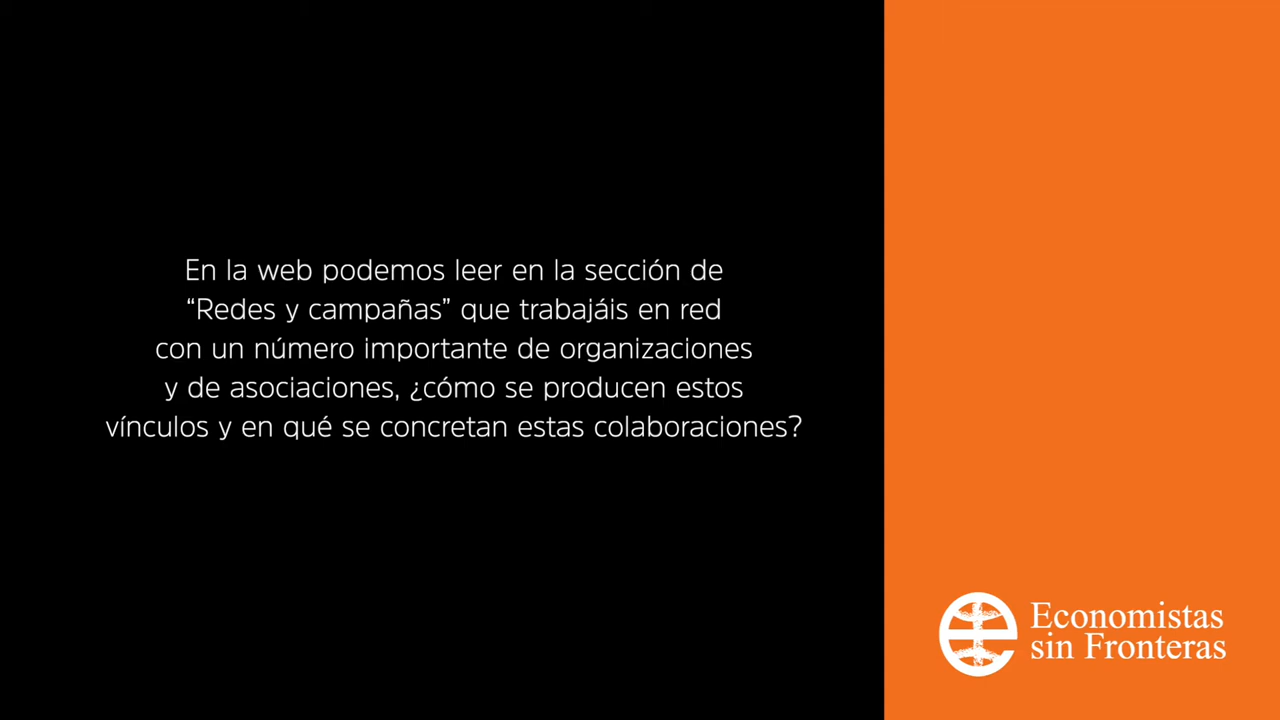 En la web podemos leer en la sección de
“Redes y campañas” que trabajáis en red
con un número importante de organizaciones
y de asociaciones, ¿cómo se producen estos
vínculos y en qué se concretan estas colaboraciones?
Economistas
sin Fronteras